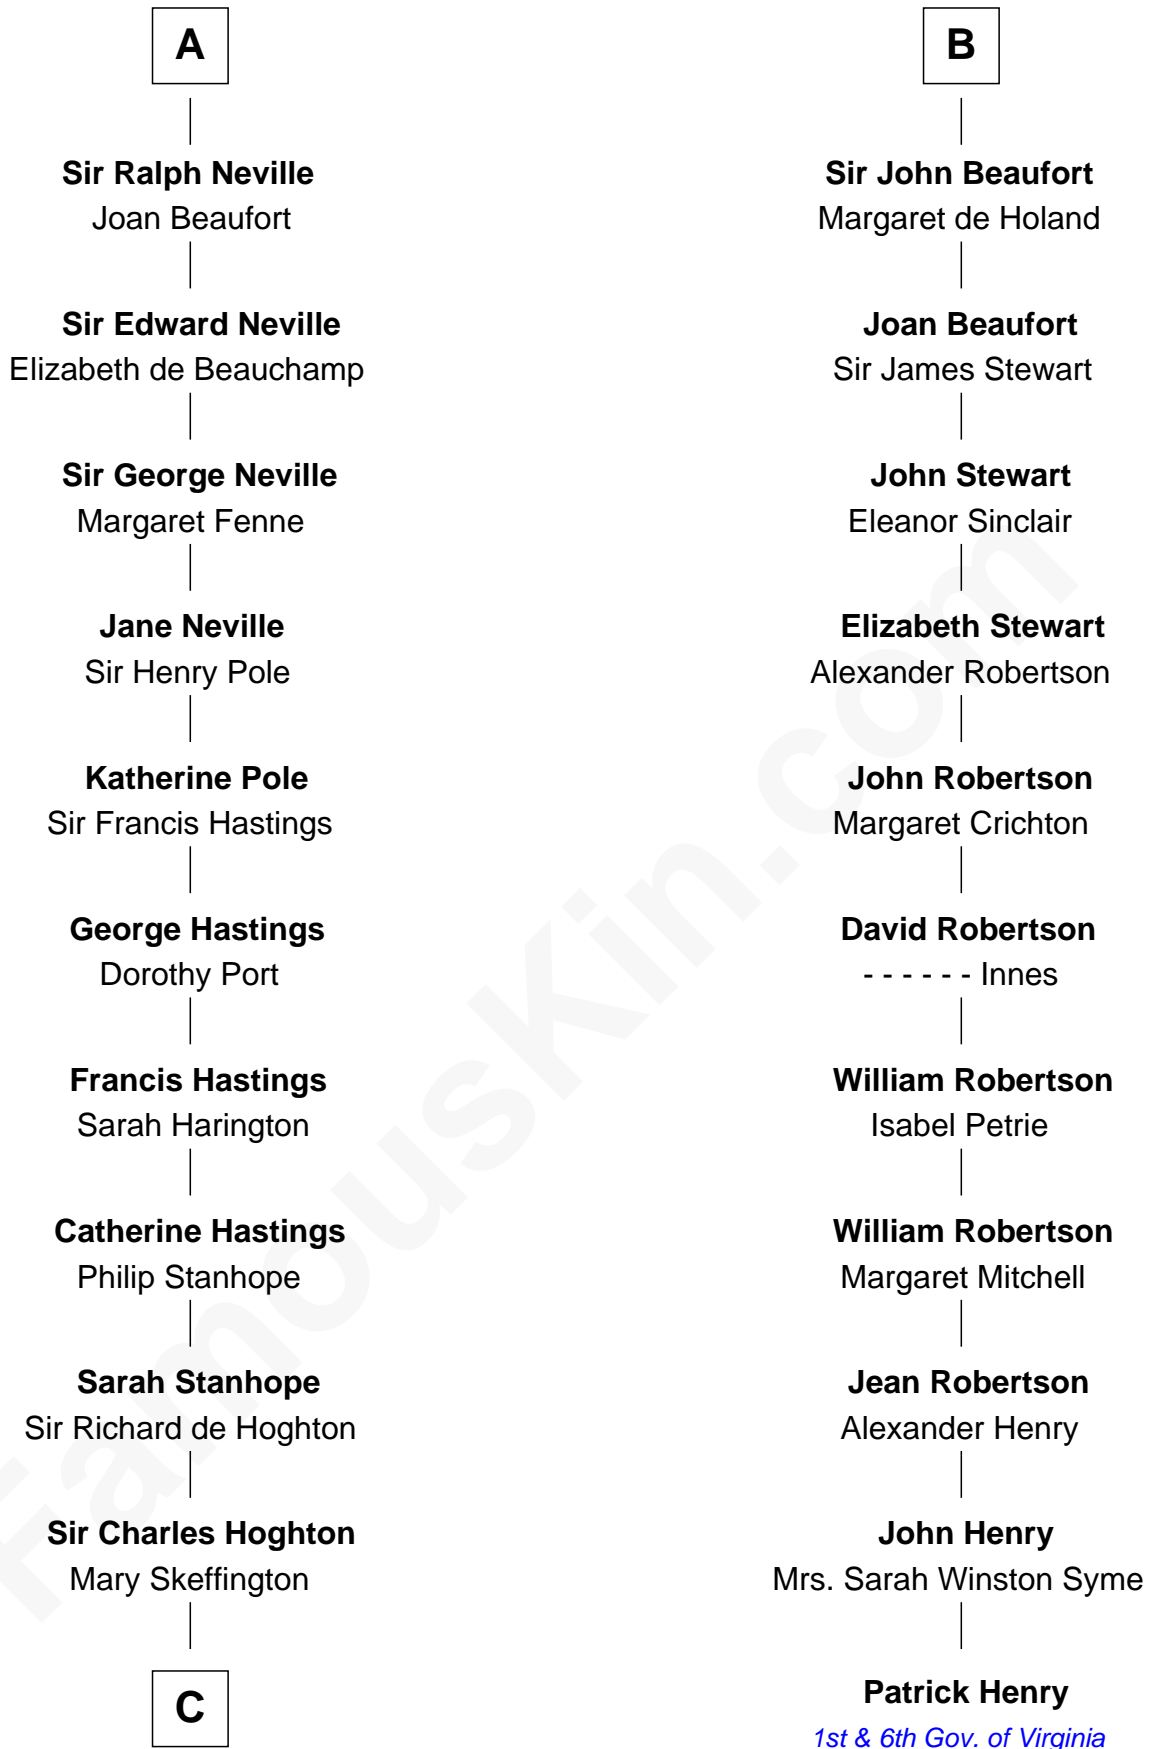 A
Sir Ralph Neville
Joan Beaufort
Sir Edward Neville
Elizabeth de Beauchamp
Sir George Neville
Margaret Fenne
Jane Neville
Sir Henry Pole
Katherine Pole
Sir Francis Hastings
George Hastings
Dorothy Port
Francis Hastings
Sarah Harington
Catherine Hastings
Philip Stanhope
Sarah Stanhope
Sir Richard de Hoghton
Sir Charles Hoghton
Mary Skeffington
C
B
Sir John Beaufort
Margaret de Holand
Joan Beaufort
Sir James Stewart
John Stewart
Eleanor Sinclair
Elizabeth Stewart
Alexander Robertson
John Robertson
Margaret Crichton
David Robertson
- - - - - - Innes
William Robertson
Isabel Petrie
William Robertson
Margaret Mitchell
Jean Robertson
Alexander Henry
John Henry
Mrs. Sarah Winston Syme
Patrick Henry
1st & 6th Gov. of Virginia
FamousKin.com